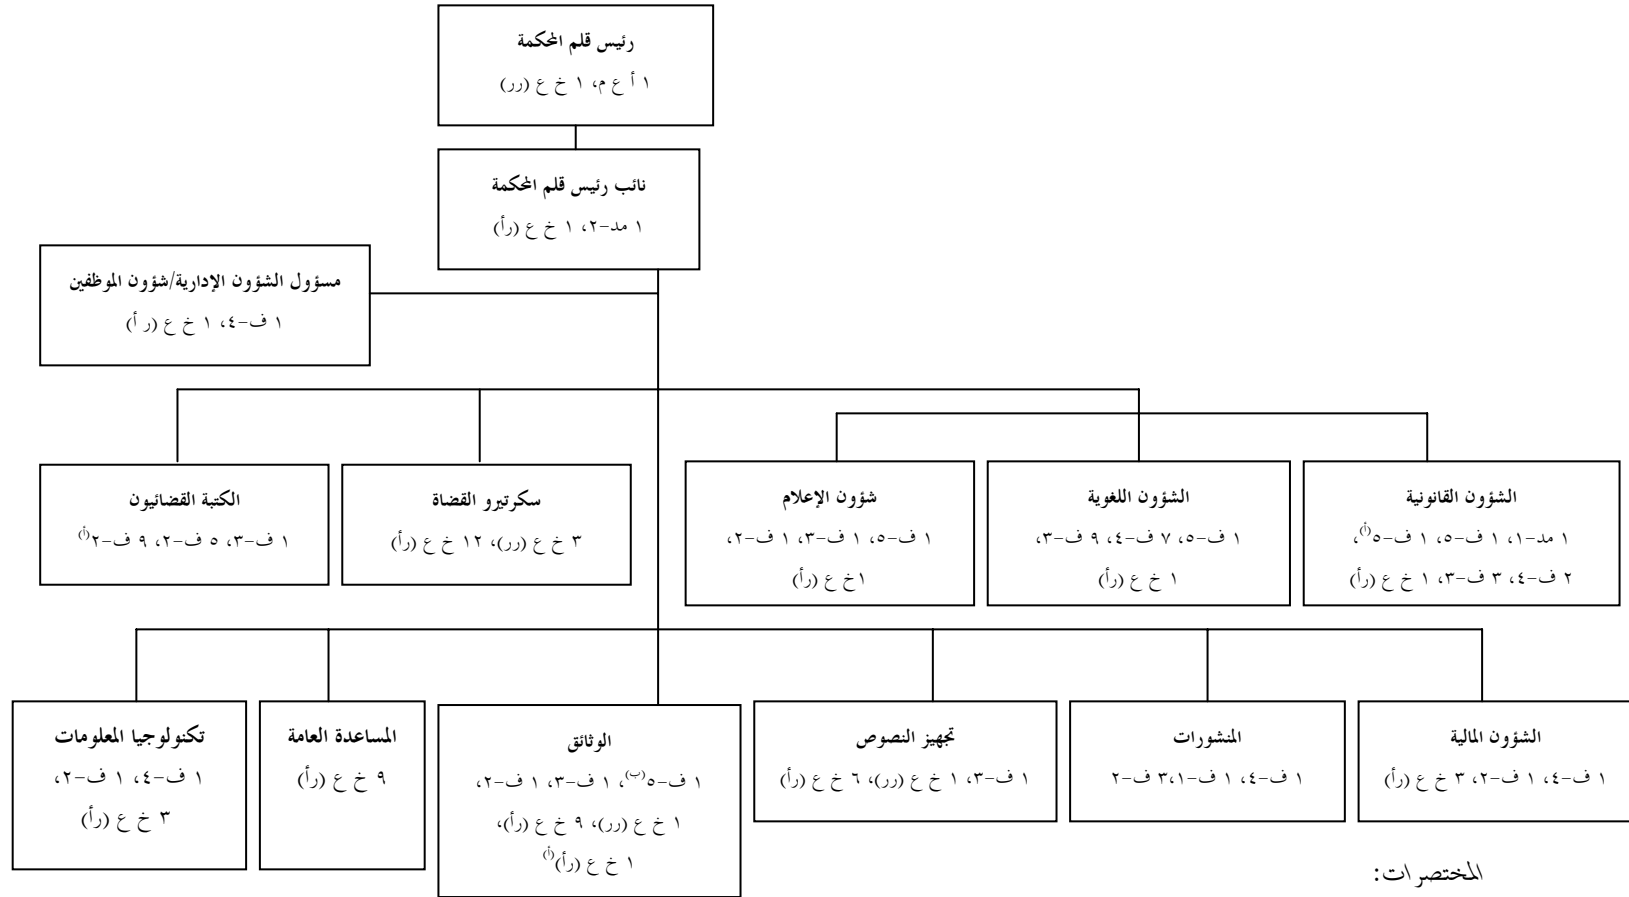 رئيس قلم المحكمة
١ أ ع م، ١ خ ع (رر)
نائب رئيس قلم المحكمة
١ مد-٢، ١ خ ع (رأ)
مسؤول الشؤون الإدارية/شؤون الموظفين
١ ف-٤، ١ خ ع (ر أ)
الشؤون القانونية
١ مد-١، ١ ف-٥، ١ ف-٥(أ)،
٢ ف-٤، ٣ ف-٣، ١ خ ع (رأ)
الشؤون اللغوية
١ ف-٥، ٧ ف-٤، ٩ ف-٣،
١ خ ع (رأ)
شؤون الإعلام
١ ف-٥، ١ ف-٣، ١ ف-٢،
١خ ع (رأ)
سكرتيرو القضاة
٣ خ ع (رر)، ١٢ خ ع (رأ)
الكتبة القضائيون
١ ف-٣، ٥ ف-٢، ٩ ف-٢(أ)
الشؤون المالية
١ ف-٤، ١ ف-٢، ٣ خ ع (رأ)
المنشورات
١ ف-٤، ١ ف-٣،١ ف-٢
تجهيز النصوص
١ ف-٣، ١ خ ع (رر)، ٦ خ ع (رأ)
الوثائق
١ ف-٥(ب)، ١ ف-٣، ١ ف-٢،
١ خ ع (رر)، ٩ خ ع (رأ)،
١ خ ع (رأ)(أ)
المساعدة العامة
٩ خ ع (رأ)
تكنولوجيا المعلومات
١ ف-٤، ١ ف-٢،
٣ خ ع (رأ)
المختصرات: